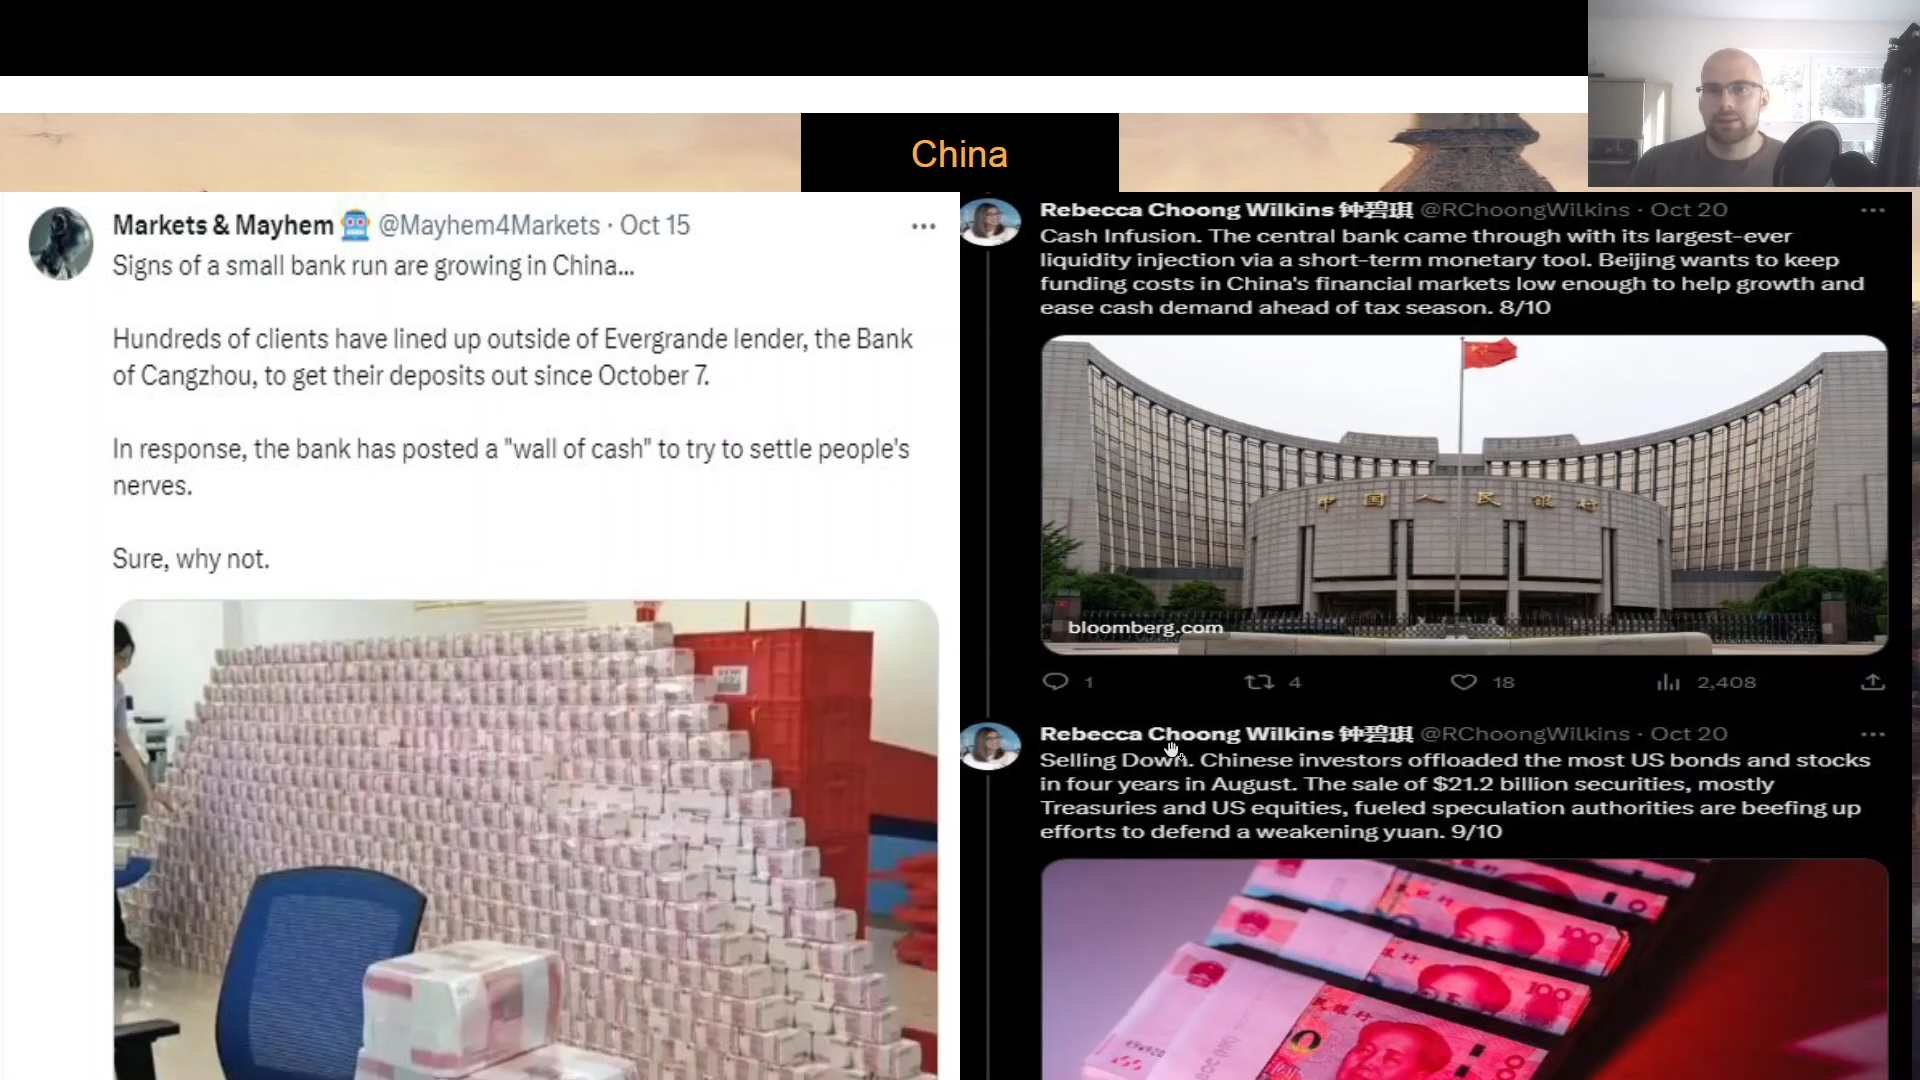 China
Markets & Mayhem 🤖 @Mayhem4Markets · Oct 15
Signs of a small bank run are growing in China...
Hundreds of clients have lined up outside of Evergrande lender, the Bank
of Cangzhou, to get their deposits out since October 7.
In response, the bank has posted a "wall of cash" to try to settle people's
nerves.
Sure, why not.
Rebecca Choong Wilkins 钟碧琪 @RChoongWilkins · Oct 20
Cash Infusion. The central bank came through with its largest-ever
liquidity injection via a short-term monetary tool. Beijing wants to keep
funding costs in China's financial markets low enough to help growth and
ease cash demand ahead of tax season. 8/10
中国人民银行
bloomberg.com
1 4 18 2,408
Rebecca Choong Wilkins 钟碧琪 @RChoongWilkins · Oct 20
Selling Down. Chinese investors offloaded the most US bonds and stocks
in four years in August. The sale of $21.2 billion securities, mostly
Treasuries and US equities, fueled speculation authorities are beefing up
efforts to defend a weakening yuan. 9/10
100
100